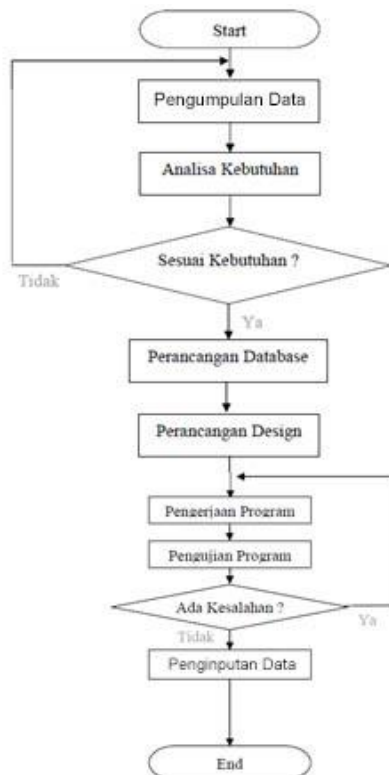 Start
Pengumpulan Data
Analisa Kebutuhan
Sesuai Kebutuhan ?
Tidak
Ya
Perancangan Database
Perancangan Design
Pengerjaan Program
Pengujian Program
Ada Kesalahan ?
Ya
Tidak
Penginputan Data
End